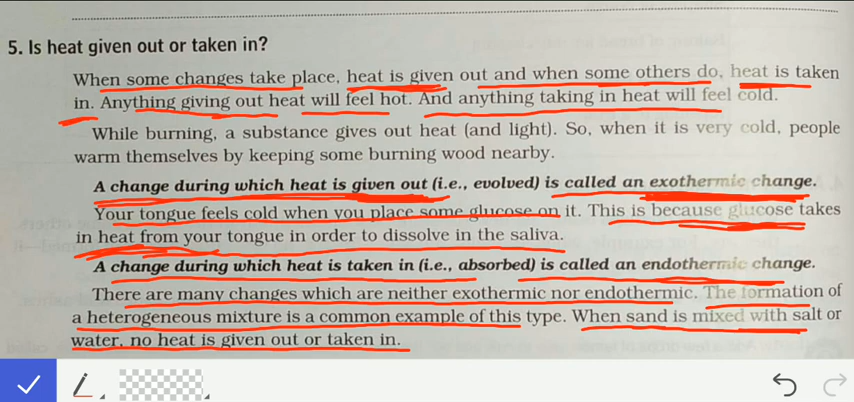 5. Is heat given out or taken in?
When some changes take place, heat is given out and when some others do, heat is taken
in. Anything giving out heat will feel hot. And anything taking in heat will feel cold.
While burning, a substance gives out heat (and light). So, when it is very cold, people
warm themselves by keeping some burning wood nearby.
A change during which heat is given out (i.e., evolved) is called an exothermic change.
Your tongue feels cold when you place some glucose on it. This is because glucose takes
in heat from your tongue in order to dissolve in the saliva.
A change during which heat is taken in (i.e., absorbed) is called an endothermic change.
There are many changes which are neither exothermic nor endothermic. The formation of
a heterogeneous mixture is a common example of this type. When sand is mixed with salt or
water, no heat is given out or taken in.